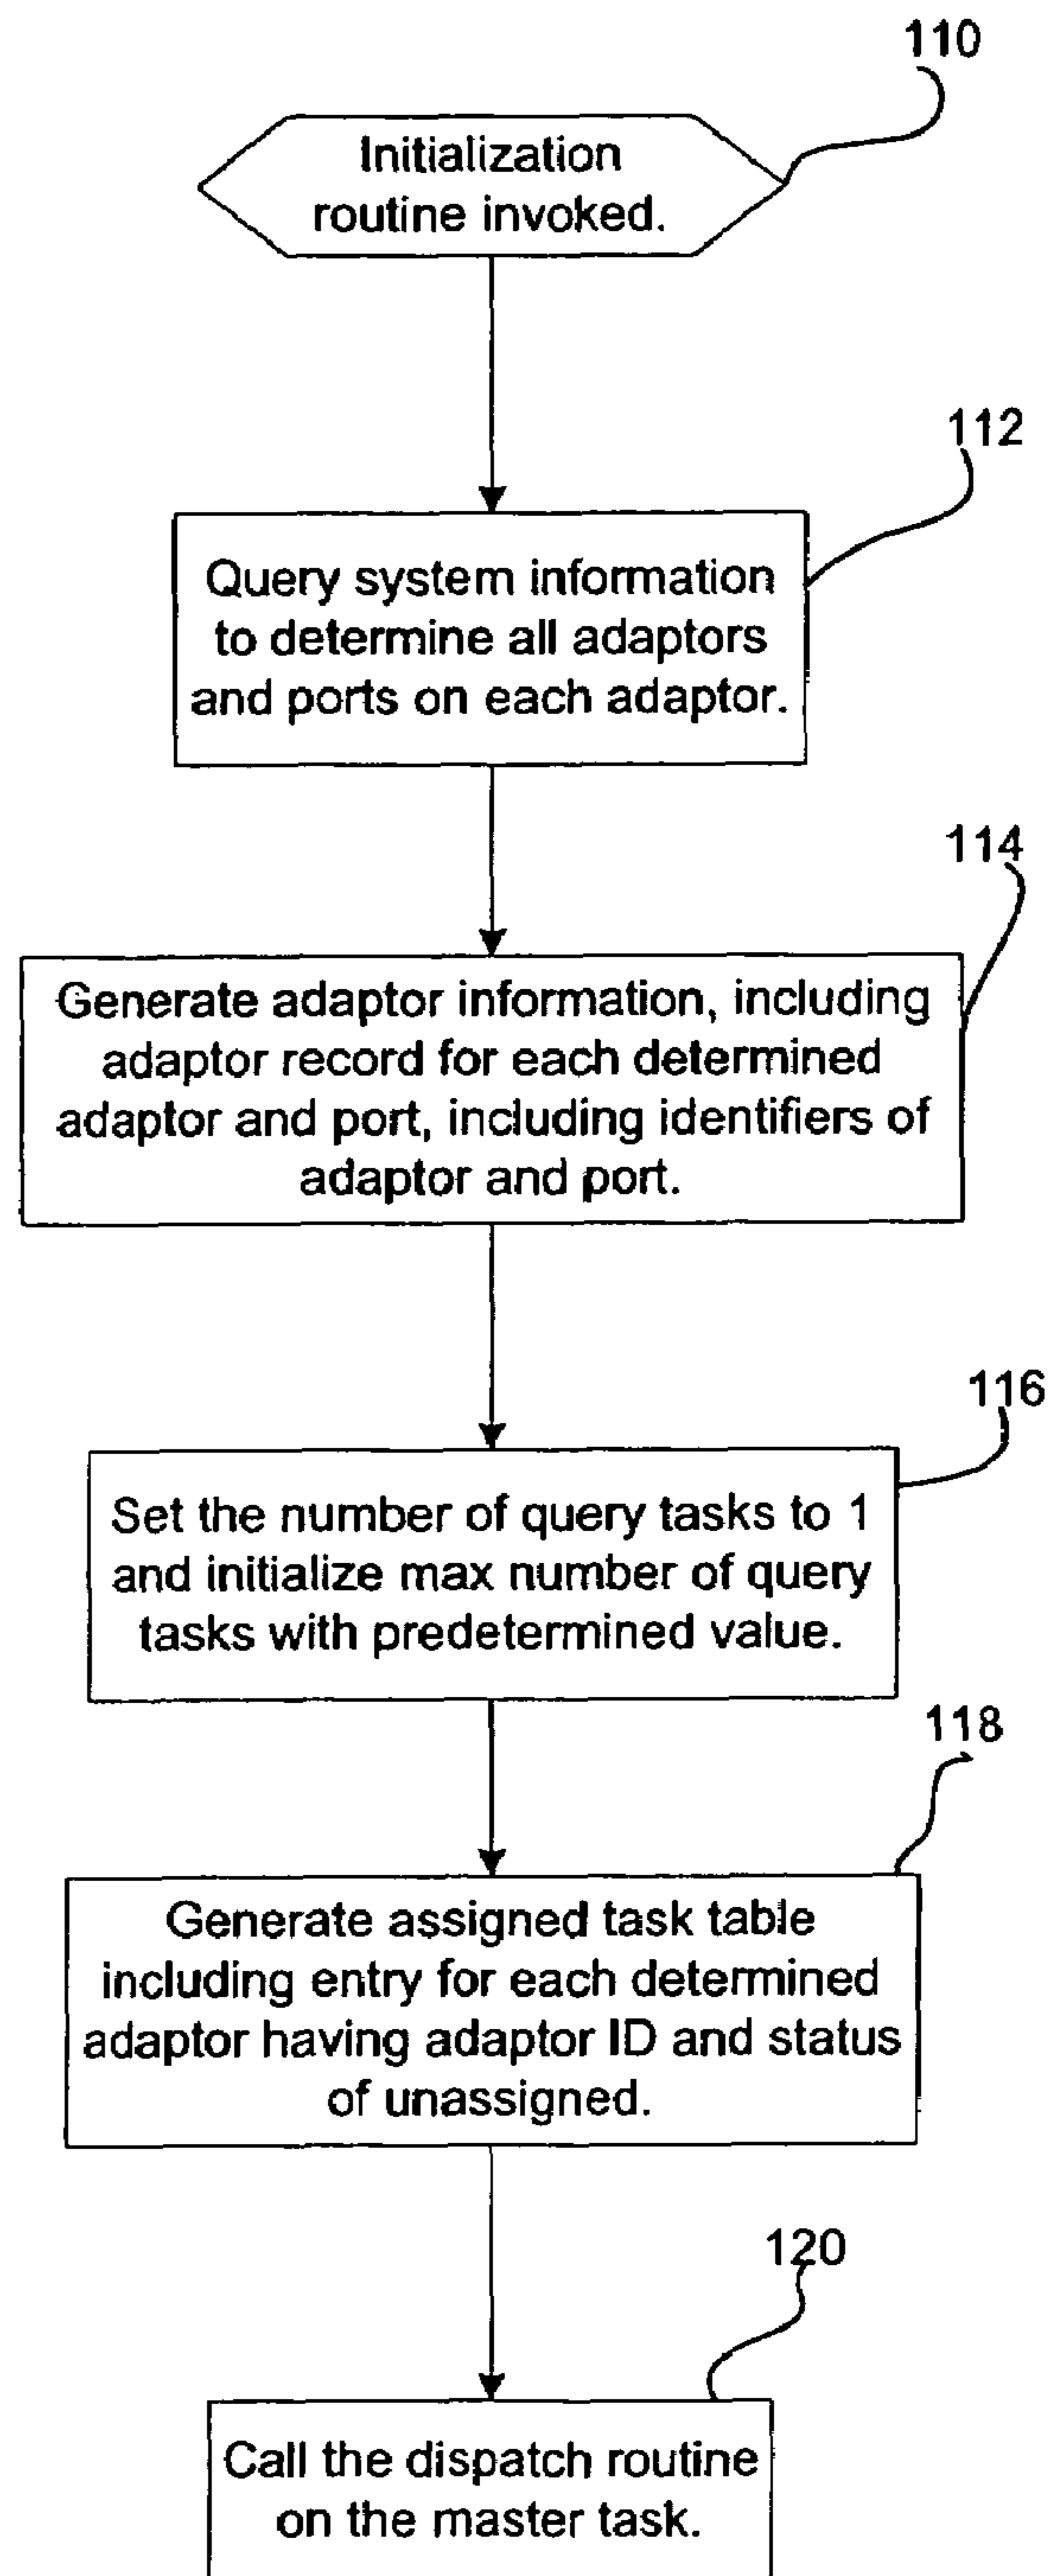 110
Initialization
routine invoked.
112
Query system information
to determine all adaptors
and ports on each adaptor.
114
Generate adaptor information, including
adaptor record for each determined
adaptor and port, including identifiers of
adaptor and port.
116
Set the number of query tasks to 1
and initialize max number of query
tasks with predetermined value.
118
Generate assigned task table
including entry for each determined
adaptor having adaptor ID and status
of unassigned.
120
Call the dispatch routine
on the master task.